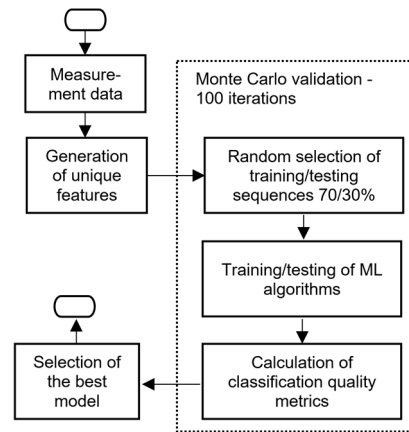 Measure-
ment data
Generation
of unique
features
Monte Carlo validation -
100 iterations
Random selection of
training/testing
sequences 70/30%
Training/testing of ML
algorithms
Calculation of
classification quality
metrics
Selection of
the best
model